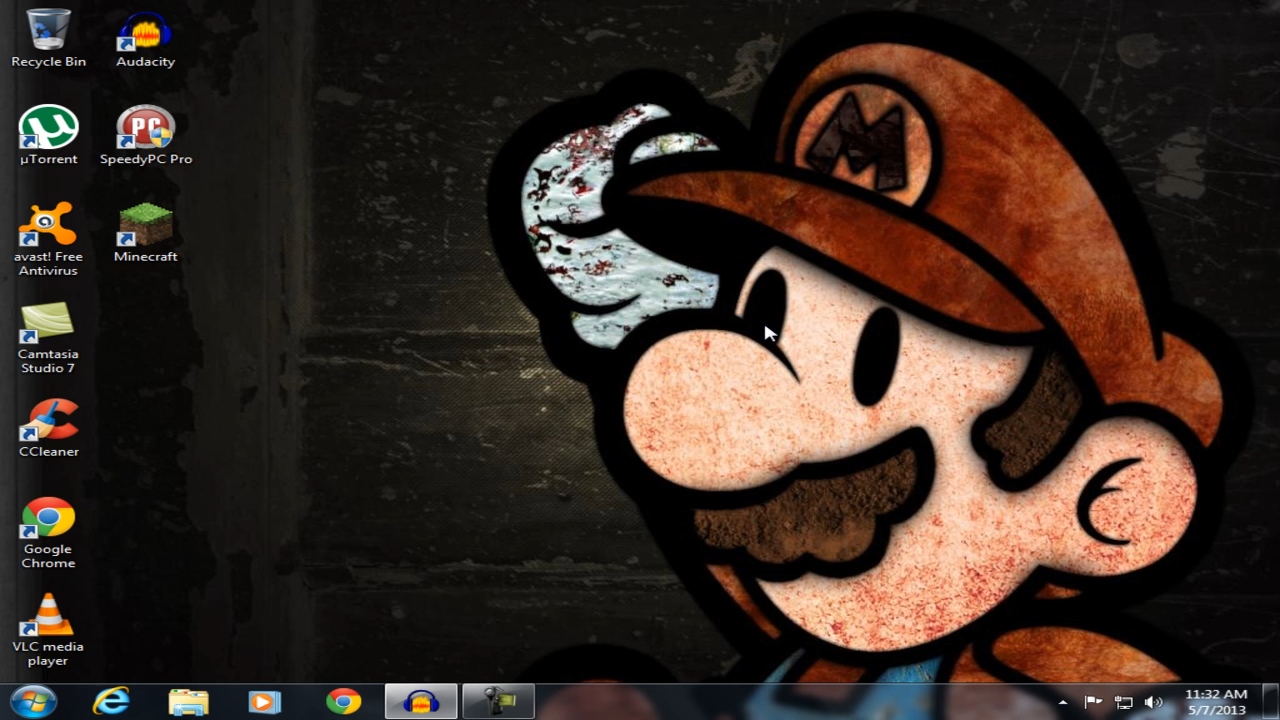 Recycle Bin
Audacity
µTorrent
PC
SpeedyPC Pro
avast! Free
Antivirus
Minecraft
Camtasia
Studio 7
CCleaner
Google
Chrome
VLC media
player
M
11:32 AM
5/7/2013